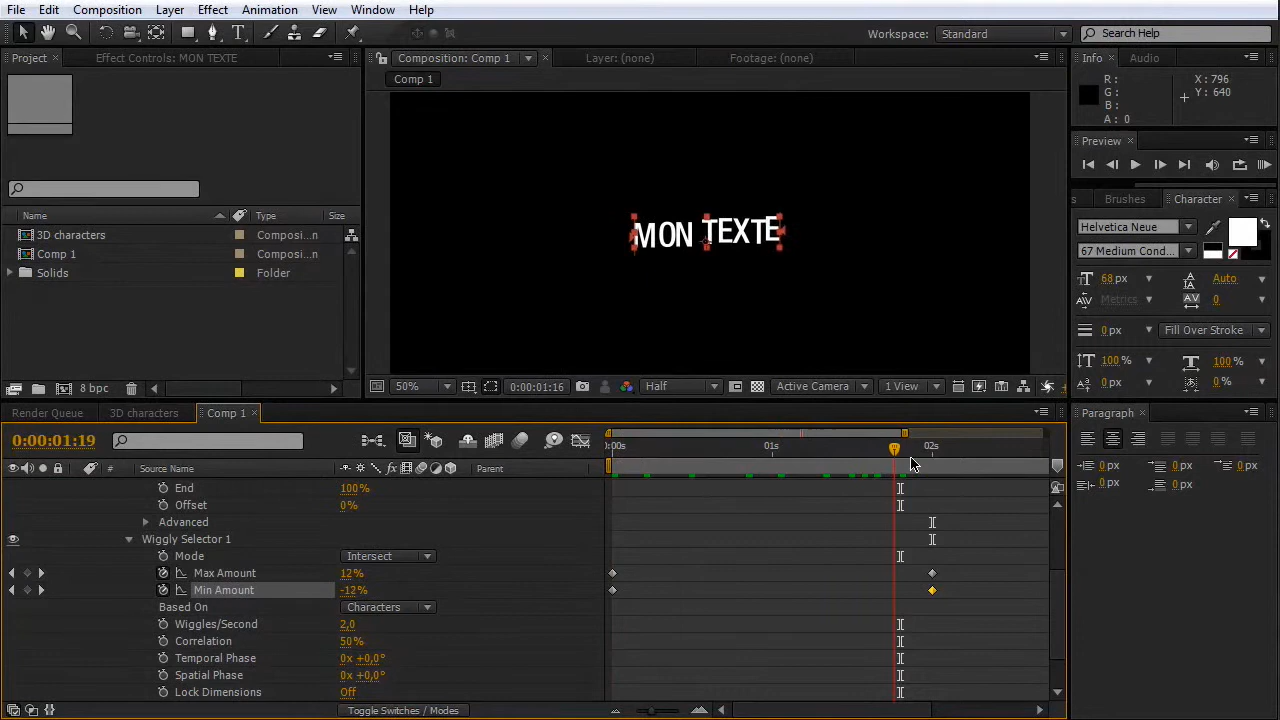 File Edit Composition Layer Effect Animation View Window Help
Workspace: Standard Search Help
Project Effect Controls: MON TEXTE Composition: Comp 1 Layer: (none) Footage: (none) Info Audio
Comp 1
R: G: B: A: 0
X: 796
Y: 640
Preview
MON TEXTE
Brushes Character
Helvetica Neue
67 Medium Cond...
68 px Auto
Metrics 0
0 px Fill Over Stroke
100 % 100 %
0 px 0 %
Name Type
3D characters Composi...n
Comp 1 Composi...n
Solids Folder
8 bpc
50% 0:00:01:16 Half Active Camera 1 View
Render Queue 3D characters Comp 1
Paragraph
0 px 0 px 0 px
0 px 0 px
0:00:01:19
:00s 01s 02s
# Source Name Parent
End 100%
Offset 0%
Advanced
Wiggly Selector 1
Mode Intersect
Max Amount 12%
Min Amount -12%
Based On Characters
Wiggles/Second 2,0
Correlation 50%
Temporal Phase 0x +0,0°
Spatial Phase 0x +0,0°
Lock Dimensions Off
Toggle Switches / Modes